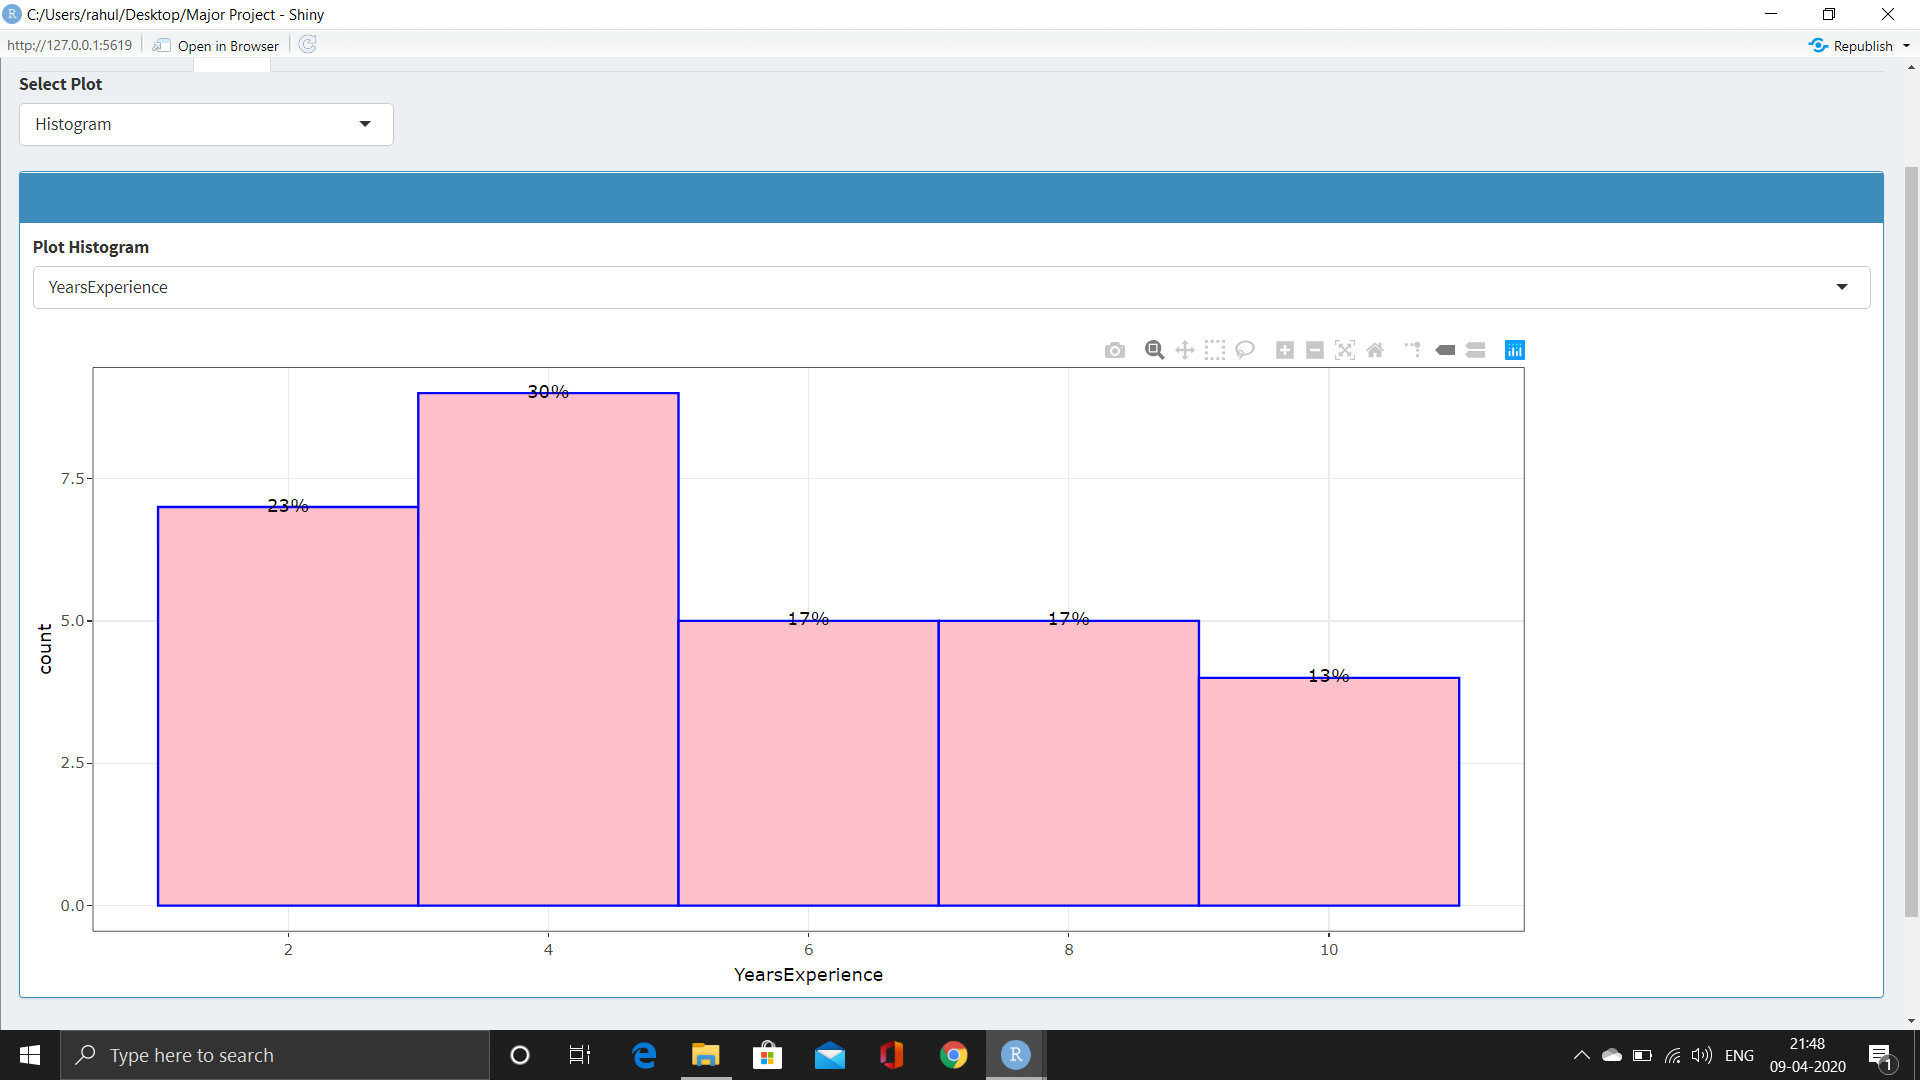 R C:/Users/rahul/Desktop/Major Project - Shiny
http://127.0.0.1:5619 Open in Browser Republish
Select Plot
Histogram
Plot Histogram
YearsExperience
30%
7.5
23%
5.0 17% 17%
count
13%
2.5
0.0
2 4 6 8 10
YearsExperience
Type here to search R ENG 21:48
09-04-2020 1